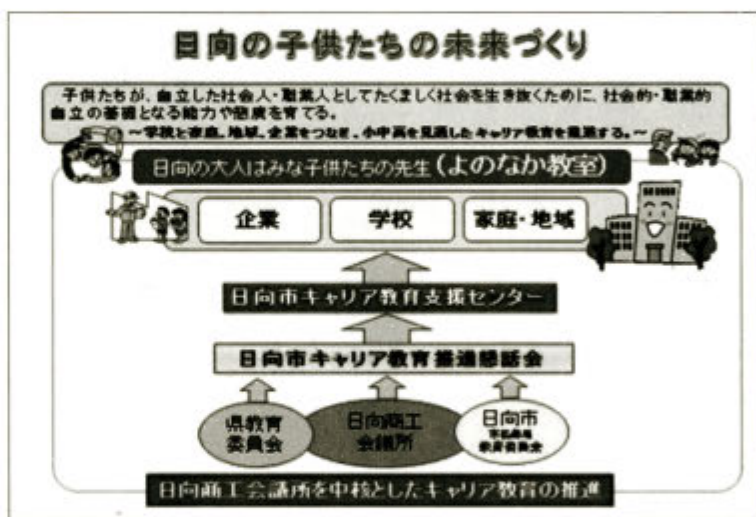 日向の子供たちの未来づくり
子供たちが、自立した社会人・職業人としてたくましく社会を生き抜くために、社会的・職業的
自立の基礎となる能力や態度を育てる。
～学校と家庭、地域、企業をつなぎ、小中高を見通したキャリア教育を推進する。～
日向の大人はみな子供たちの先生(よのなか教室)
企業
学校
家庭・地域
日向市キャリア教育支援センター
日向市キャリア教育推進懇話会
県教育
委員会
日向商工
会議所
日向市
教育委員会
日向商工会議所を中核としたキャリア教育の推進